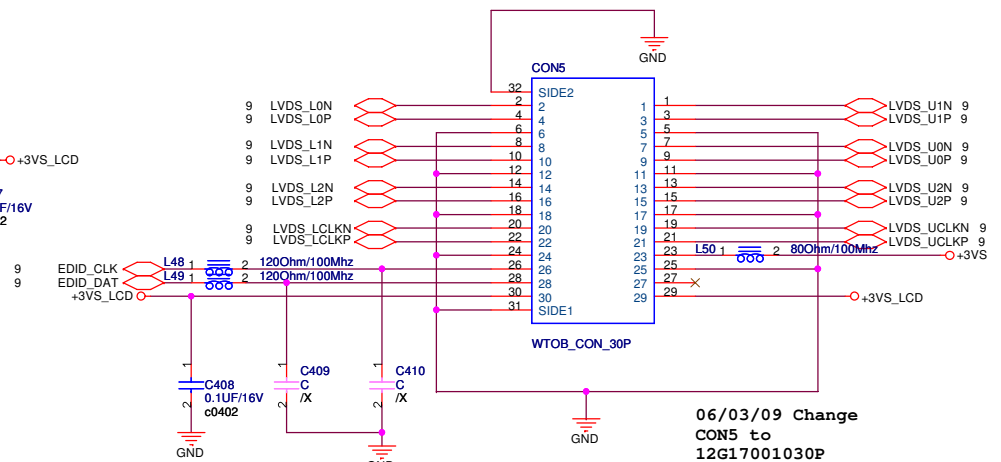 GND
CON5
32 SIDE2
9 LVDS_L0N 2 2 1 1 LVDS_U1N 9
9 LVDS_L0P 4 4 3 3 LVDS_U1P 9
6 6 5 5
9 LVDS_L1N 8 8 7 7 LVDS_U0N 9
9 LVDS_L1P 10 10 9 9 LVDS_U0P 9
+3VS_LCD
12 12 11 11
9 LVDS_L2N 14 14 13 13 LVDS_U2N 9
9 LVDS_L2P 16 16 15 15 LVDS_U2P 9
F/16V
18 18 17 17
9 LVDS_LCLKN 20 20 19 19 LVDS_UCLKN 9
9 LVDS_LCLKP 22 22 21 21 LVDS_UCLKP 9
24 24 23 23 L50 1 2 80Ohm/100Mhz +3VS
9 EDID_CLK L48 1 2 120Ohm/100Mhz 26 26 25 25
9 EDID_DAT L49 1 2 120Ohm/100Mhz 28 28 27 27
+3VS_LCD 30 30 29 29 +3VS_LCD
31 SIDE1
WTOB_CON_30P
1 1 1
C408 C409 C410
0.1UF/16V C C
c0402 /X /X
2 2 2
GND GND GND
06/03/09 Change
CON5 to
12G17001030P